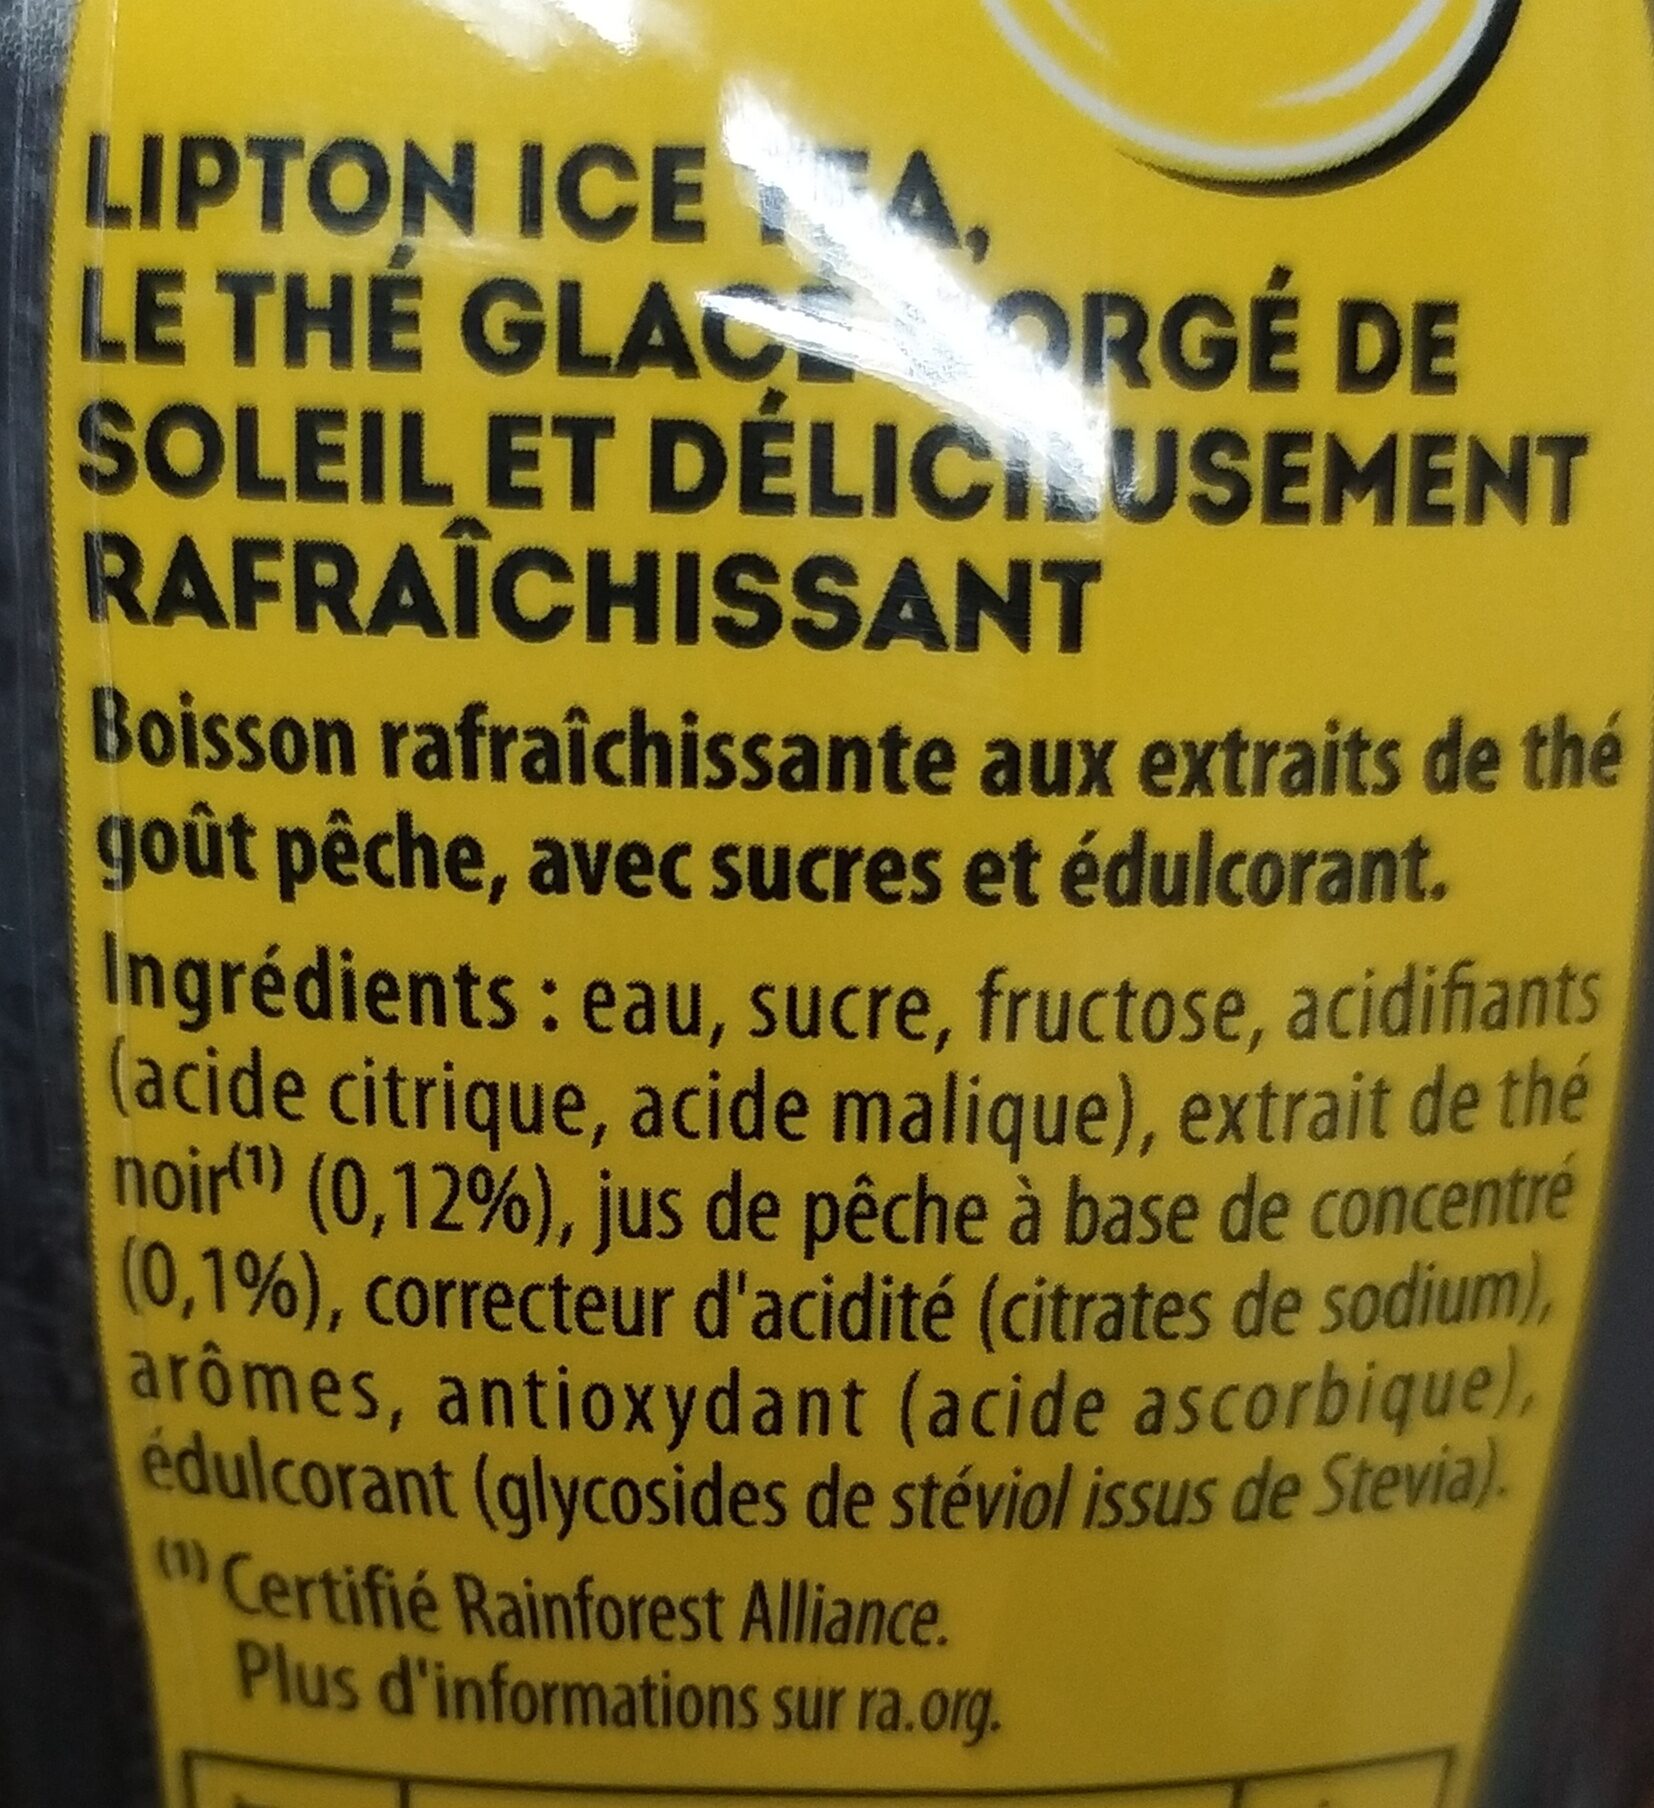 LIPTON ICE TEA,
LE THÉ GLACÉ GORGÉ DE
SOLEIL ET DÉLICIEUSEMENT
RAFRAÎCHISSANT
Boisson rafraîchissante aux extraits de thé
goût pêche, avec sucres et édulcorant.
Ingrédients : eau, sucre, fructose, acidifiants
(acide citrique, acide malique), extrait de thé
noir⁽¹⁾ (0,12%), jus de pêche à base de concentré
(0,1%), correcteur d'acidité (citrates de sodium),
arômes, antioxydant (acide ascorbique),
édulcorant (glycosides de stéviol issus de Stevia).
⁽¹⁾ Certifié Rainforest Alliance.
Plus d'informations sur ra.org.